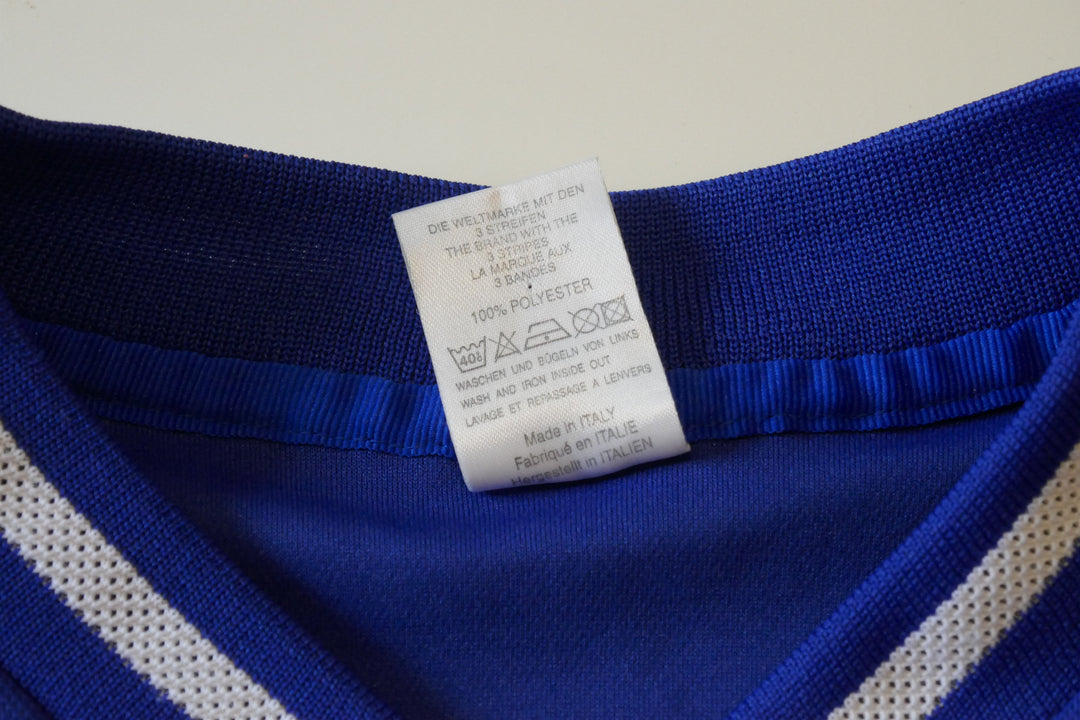 DIE WELTMARKE MIT DEN
3 STREIFEN
THE BRAND WITH THE
3 STRIPES
LA MARQUE AUX
3 BANDES
100% POLYESTER
40°
WASCHEN UND BÜGELN VON LINKS
WASH AND IRON INSIDE OUT
LAVAGE ET REPASSAGE A LENVERS
Made in ITALY
Fabriqué en ITALIE
Hergestellt in ITALIEN